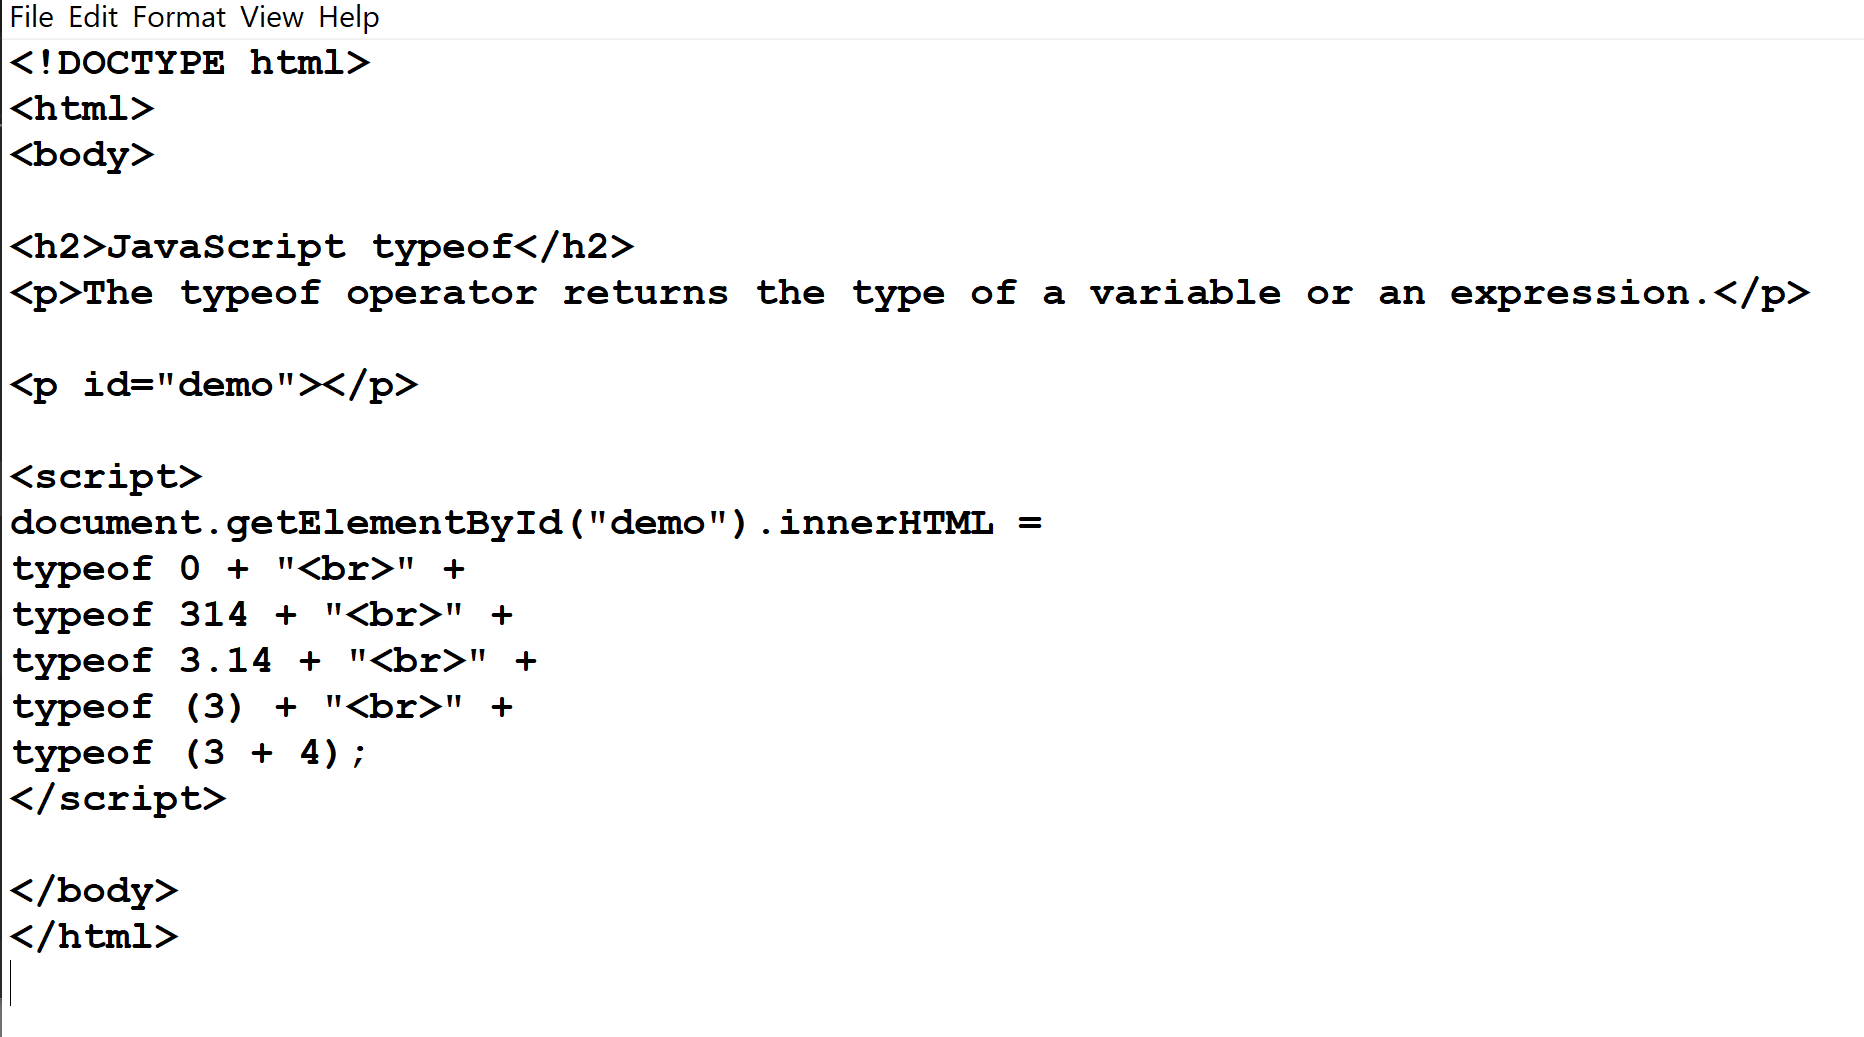 File Edit Format View Help
<!DOCTYPE html>
<html>
<body>
<h2>JavaScript typeof</h2>
<p>The typeof operator returns the type of a variable or an expression.</p>
<p id="demo"></p>
<script>
document.getElementById("demo").innerHTML =
typeof 0 + "<br>" +
typeof 314 + "<br>" +
typeof 3.14 + "<br>" +
typeof (3) + "<br>" +
typeof (3 + 4);
</script>
</body>
</html>